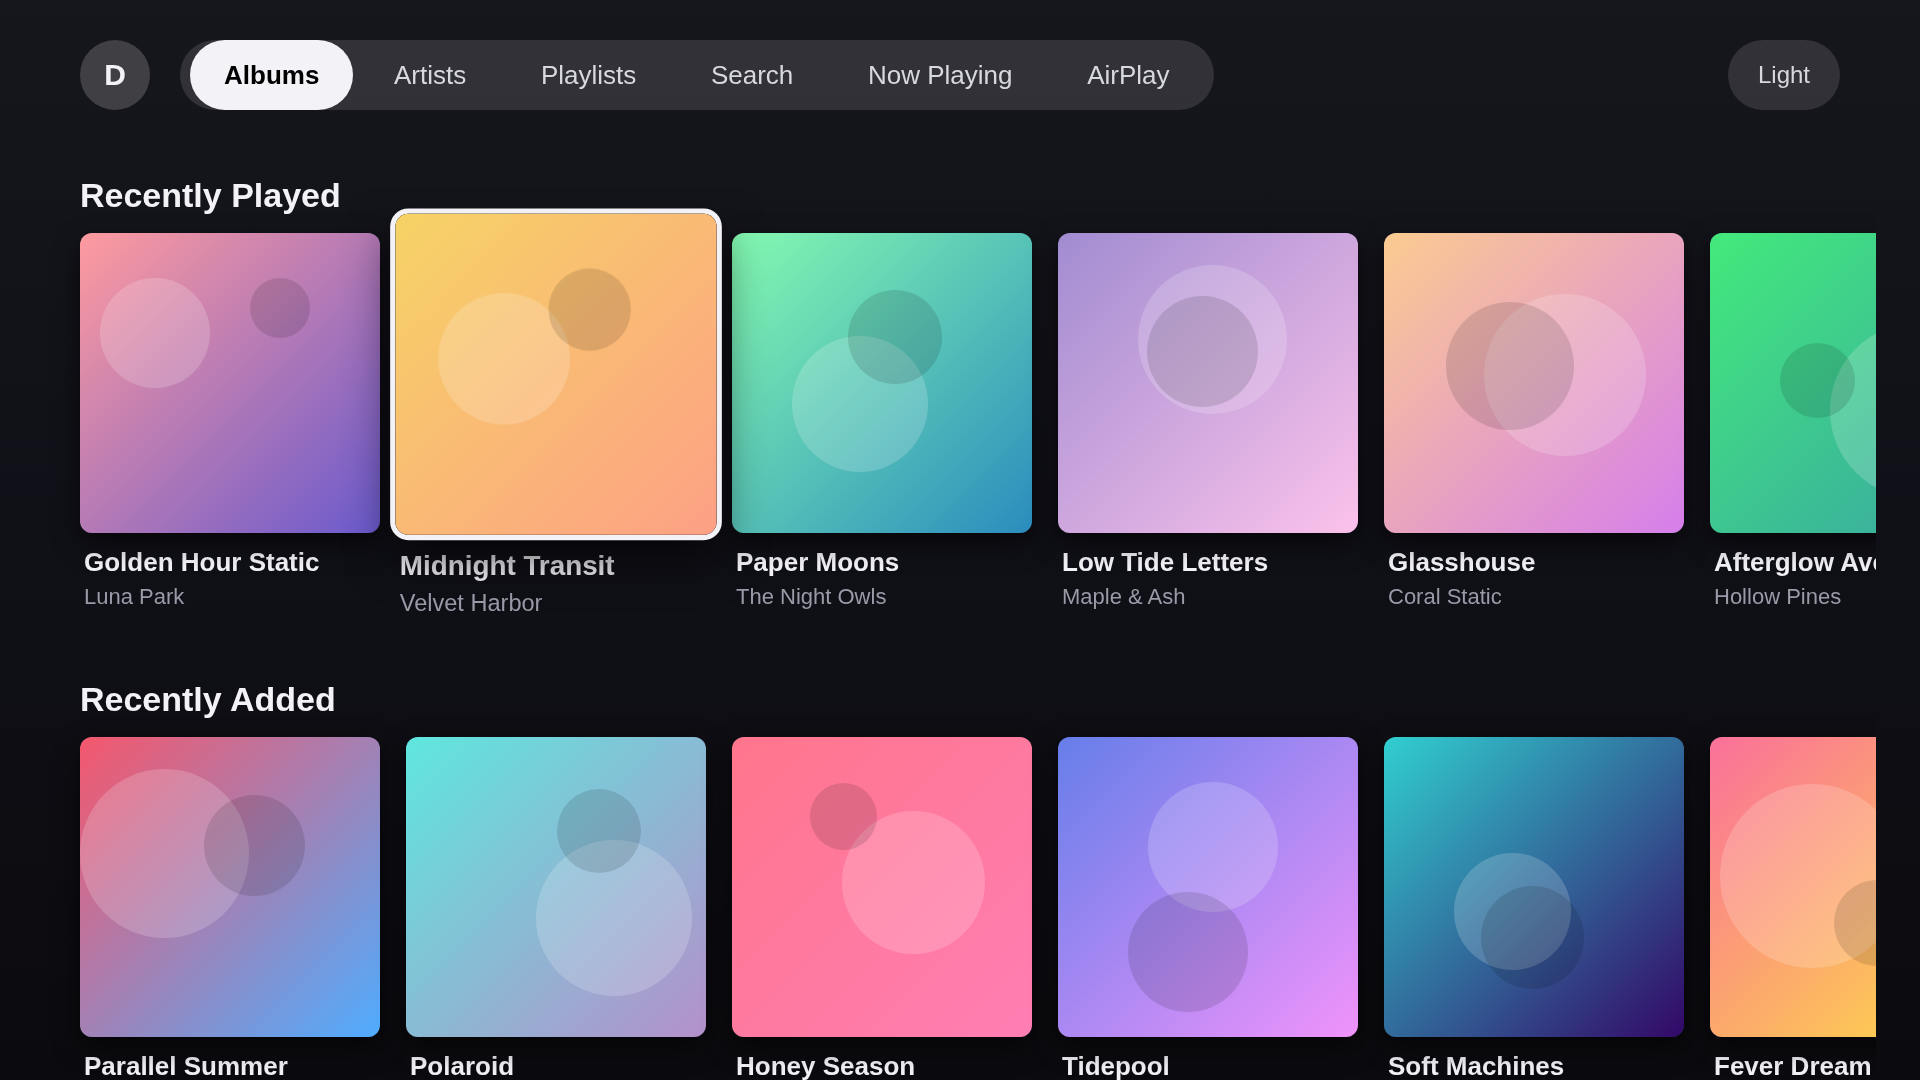 D
Albums
Artists
Playlists
Search
Now Playing
AirPlay
Light
Recently Played
Golden Hour Static
Luna Park
Midnight Transit
Velvet Harbor
Paper Moons
The Night Owls
Low Tide Letters
Maple & Ash
Glasshouse
Coral Static
Afterglow
Hollow Pines
Recently Added
Parallel Summer
Polaroid
Honey Season
Tidepool
Soft Machines
Fever Dream